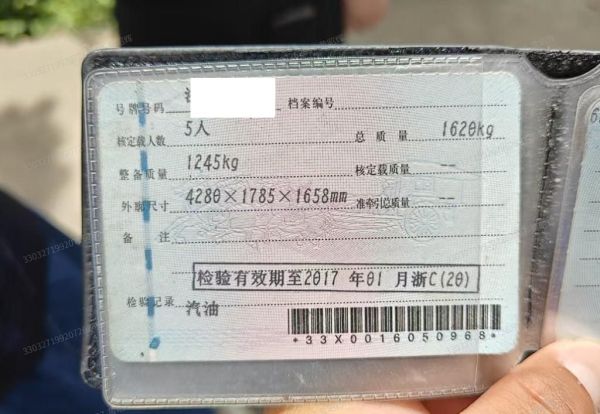 号牌号码 档案编号
核定载人数 5人 总质量 1620kg
整备质量 1245kg 核定载质量 --
外廓尺寸 4280×1785×1658mm 准牵引总质量 --
备注
检验有效期至2017年01月浙C(20)
检验记录 汽油
*33X0016050968*